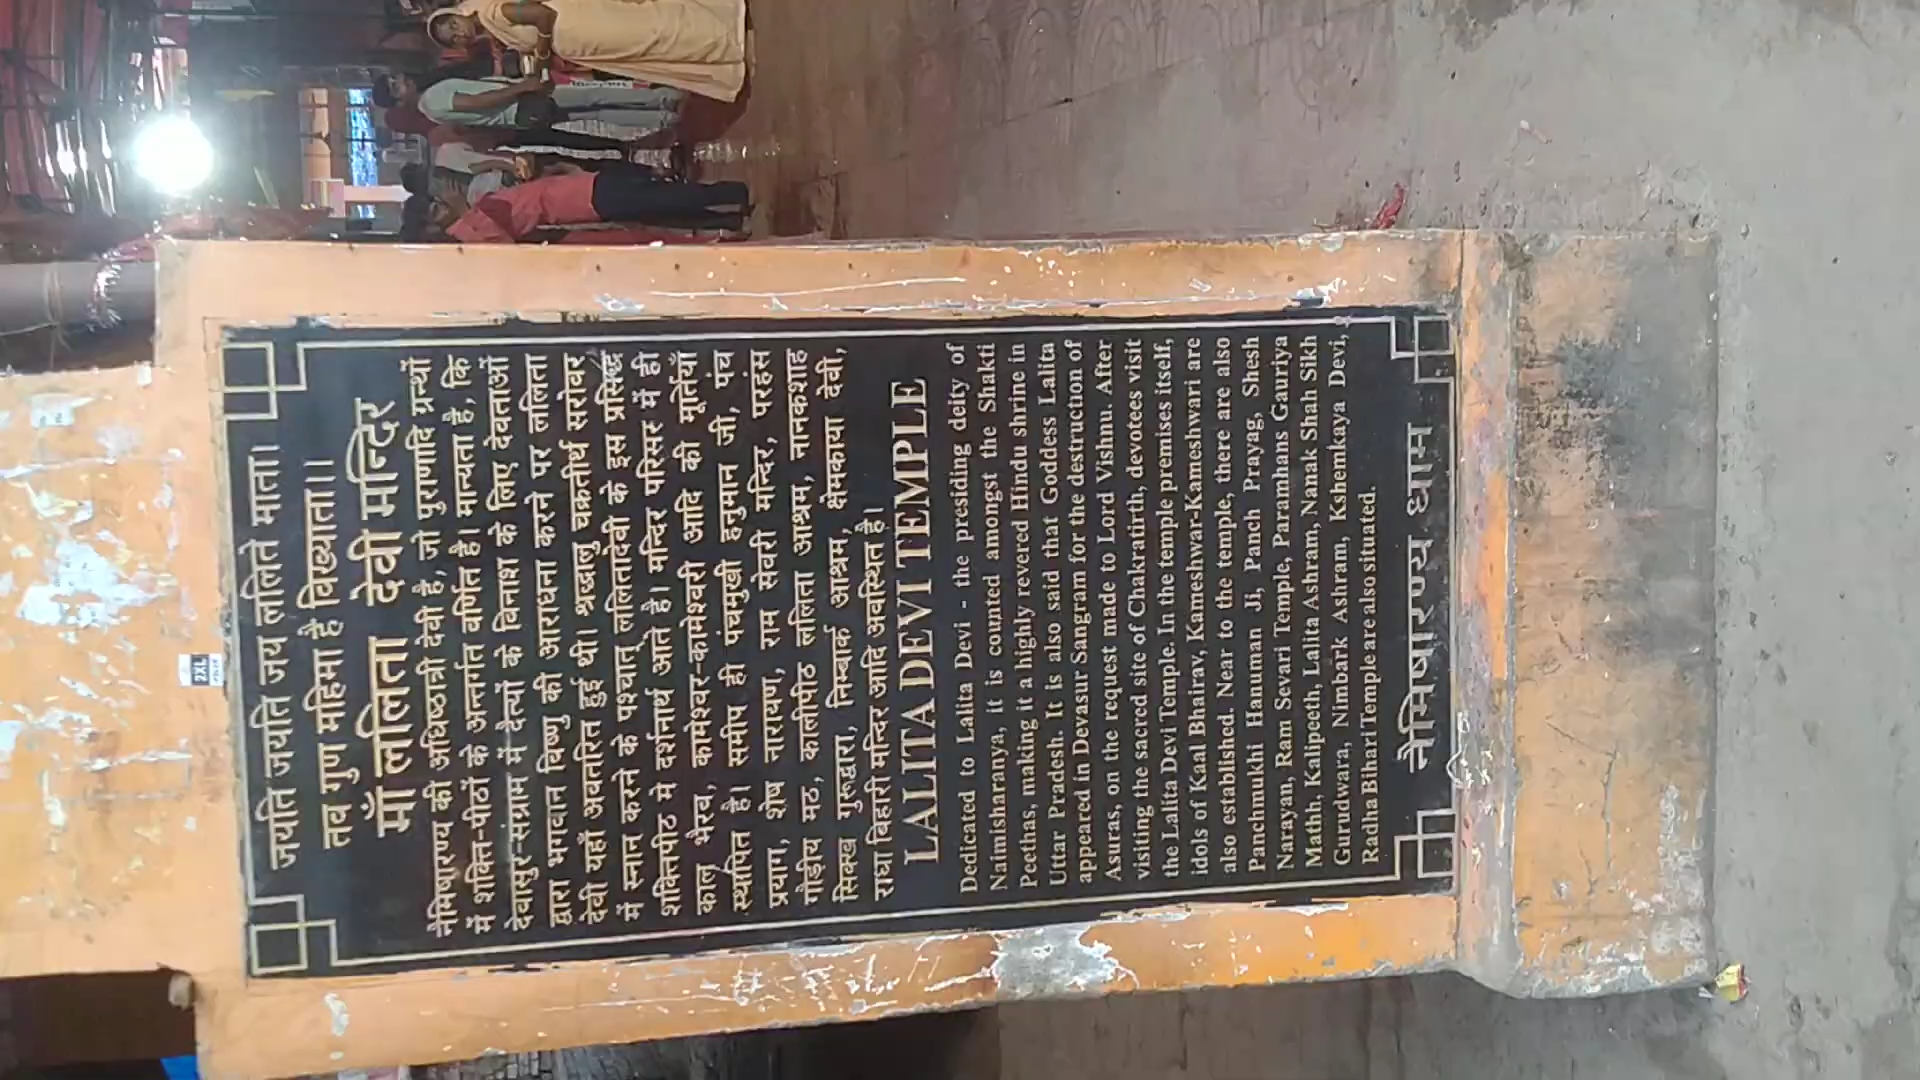 जयति जयति जय ललिते माता।
तव गुण महिमा है विख्याता।।
माँ ललिता देवी मन्दिर
नैमिषारण्य की अधिष्ठात्री देवी है, जो पुराणादि ग्रन्थों
में शक्ति-पीठों के अन्तर्गत वर्णित है। मान्यता है, कि
देवासुर-संग्राम में दैत्यों के विनाश के लिए देवताओं
द्वारा भगवान विष्णु की आराधना करने पर ललिता
देवी यहाँ अवतरित हुई थी। श्रद्धालु चक्रतीर्थ सरोवर
में स्नान करने के पश्चात् ललितादेवी के इस प्रसिद्ध
शक्तिपीठ मे दर्शनार्थ आते है। मन्दिर परिसर में ही
काल भैरव, कामेश्वर-कामेश्वरी आदि की मूर्तियाँ
स्थापित है। समीप ही पंचमुखी हनुमान जी, पंच
प्रयाग, शेष नारायण, राम सेवरी मन्दिर, परहंस
गौड़ीय मठ, कालीपीठ ललिता आश्रम, नानकशाह
सिक्ख गुरूद्वारा, निम्बार्क आश्रम, क्षेमकाया देवी,
राधा बिहारी मन्दिर आदि अवस्थित है।
LALITA DEVI TEMPLE
Dedicated to Lalita Devi - the presiding deity of
Naimisharanya, it is counted amongst the Shakti
Peethas, making it a highly revered Hindu shrine in
Uttar Pradesh. It is also said that Goddess Lalita
appeared in Devasur Sangram for the destruction of
Asuras, on the request made to Lord Vishnu. After
visiting the sacred site of Chakratirth, devotees visit
the Lalita Devi Temple. In the temple premises itself,
idols of Kaal Bhairav, Kameshwar-Kameshwari are
also established. Near to the temple, there are also
Panchmukhi Hanuman Ji, Panch Prayag, Shesh
Narayan, Ram Sevari Temple, Paramhans Gauriya
Mathh, Kalipeeth, Lalita Ashram, Nanak Shah Sikh
Gurudwara, Nimbark Ashram, Kshemkaya Devi,
Radha Bihari Temple are also situated.
नैमिषारण्य धाम
2XL